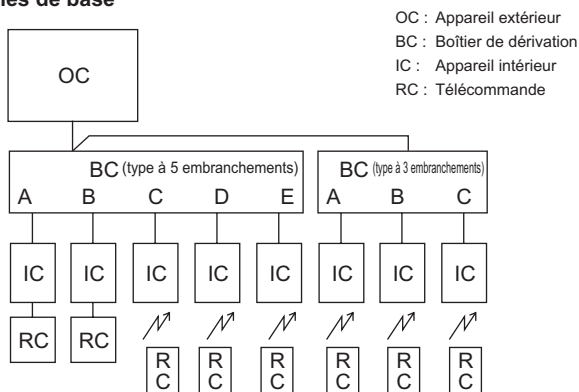 de base
OC : Appareil extérieur
BC : Boîtier de dérivation
IC : Appareil intérieur
RC : Télécommande
OC
BC (type à 5 embranchements)
A B C D E
BC (type à 3 embranchements)
A B C
IC IC IC IC IC IC IC IC
RC RC
R R R R R R
C C C C C C